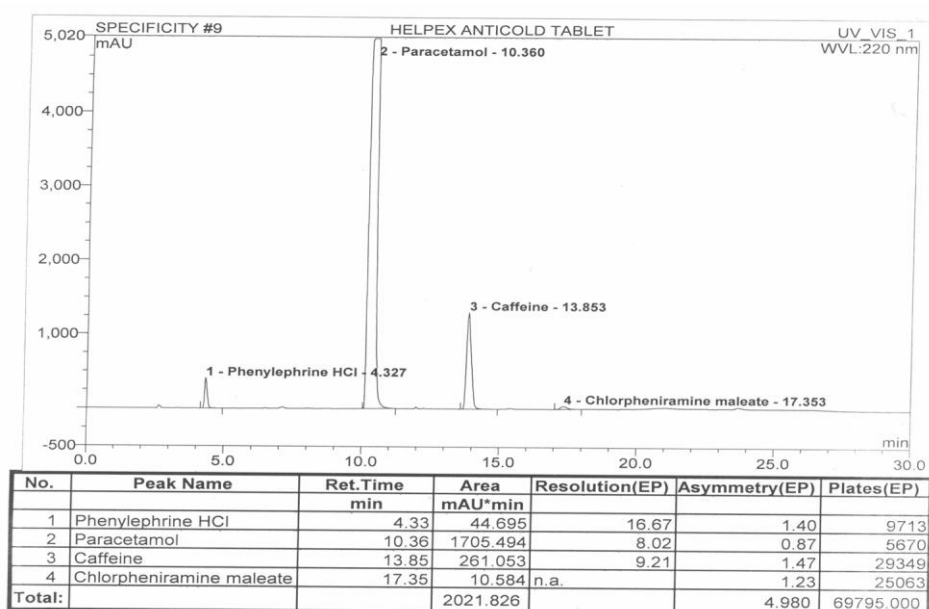 SPECIFICITY #9 HELPEX ANTICOLD TABLET UV_VIS_1
5,020 mAU WVL:220 nm
2 - Paracetamol - 10.360
4,000
3,000
2,000
3 - Caffeine - 13.853
1,000
1 - Phenylephrine HCl - 4.327
4 - Chlorpheniramine maleate - 17.353
-500 min
0.0 5.0 10.0 15.0 20.0 25.0 30.0
No. Peak Name Ret.Time Area Resolution(EP) Asymmetry(EP) Plates(EP)
min mAU*min
1 Phenylephrine HCl 4.33 44.695 16.67 1.40 9713
2 Paracetamol 10.36 1705.494 8.02 0.87 5670
3 Caffeine 13.85 261.053 9.21 1.47 29349
4 Chlorpheniramine maleate 17.35 10.584 n.a. 1.23 25063
Total: 2021.826 4.980 69795.000